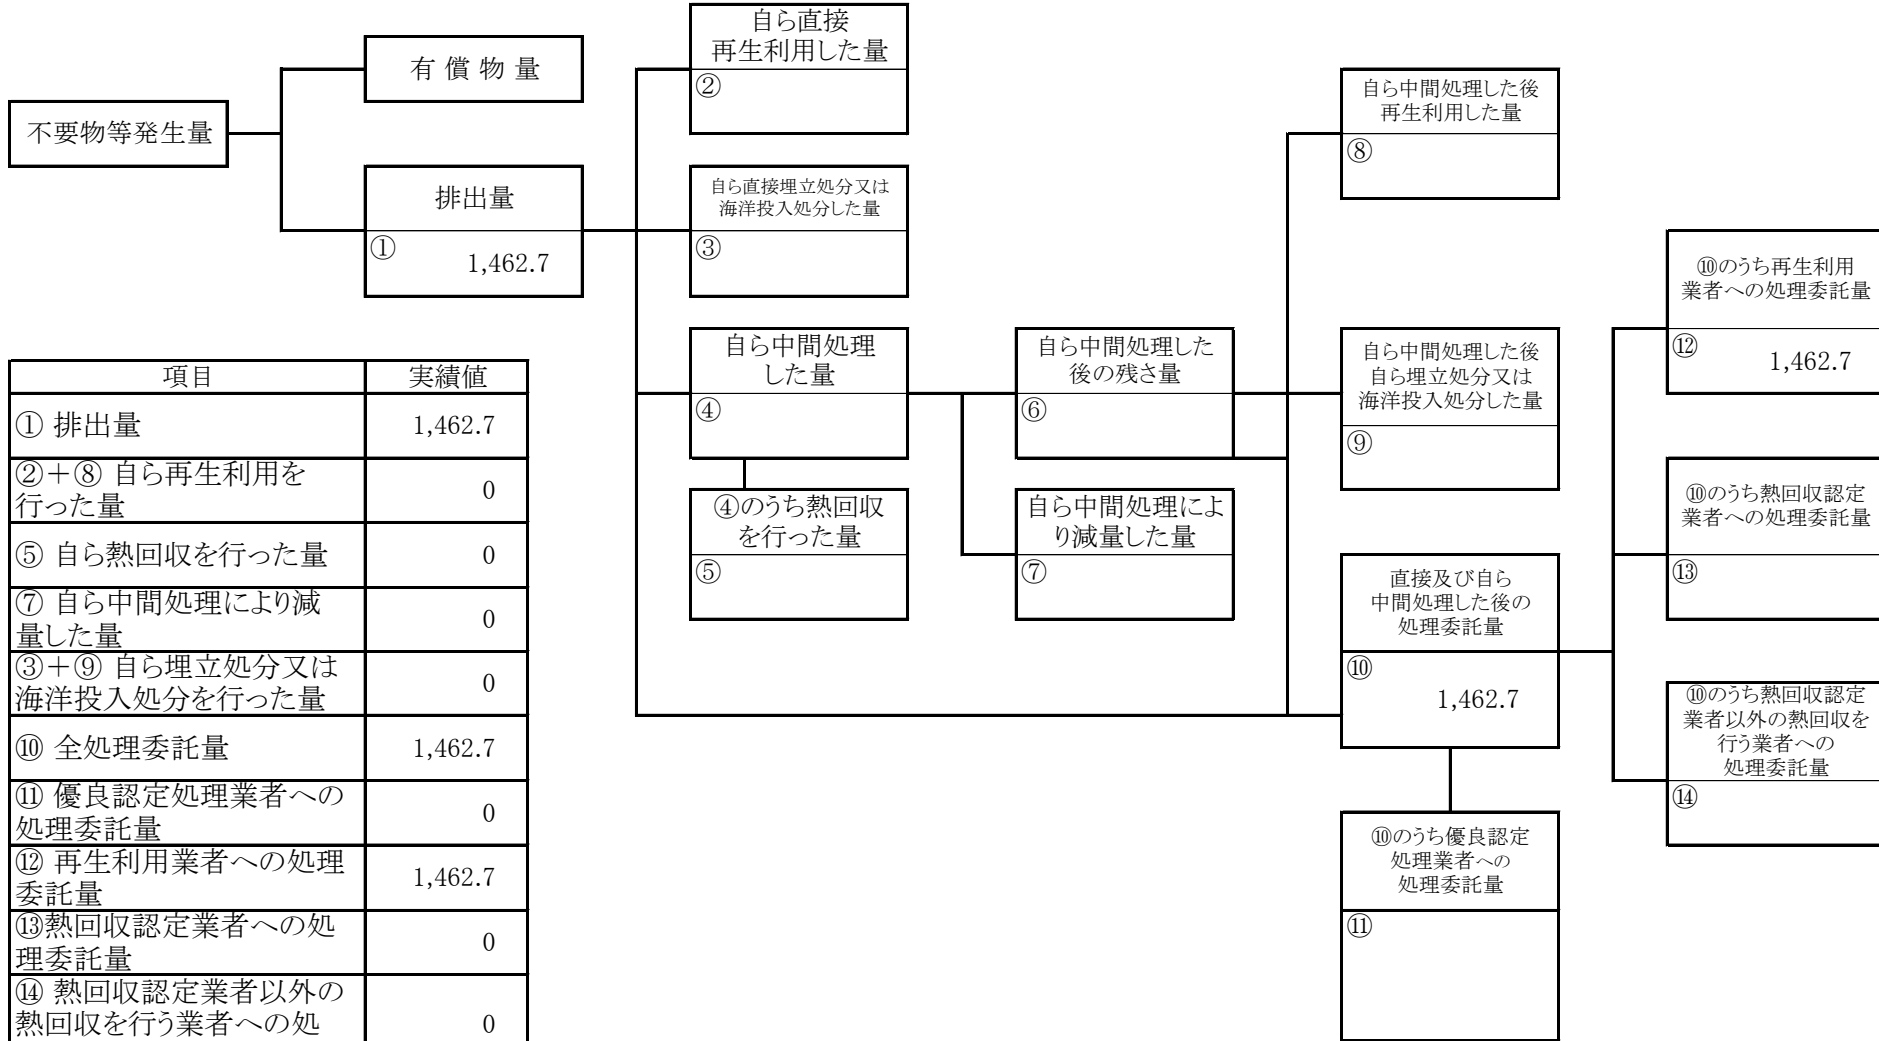 不要物等発生量
有 償 物 量
排出量
①
1,462.7
自ら直接
再生利用した量
②
自ら直接埋立処分又は
海洋投入処分した量
③
自ら中間処理
した量
④
④のうち熱回収
を行った量
⑤
自ら中間処理した
後の残さ量
⑥
自ら中間処理によ
り減量した量
⑦
自ら中間処理した後
再生利用した量
⑧
自ら中間処理した後
自ら埋立処分又は
海洋投入処分した量
⑨
直接及び自ら
中間処理した後の
処理委託量
⑩
1,462.7
⑩のうち優良認定
処理業者への
処理委託量
⑪
⑩のうち再生利用
業者への処理委託量
⑫
1,462.7
⑩のうち熱回収認定
業者への処理委託量
⑬
⑩のうち熱回収認定
業者以外の熱回収を
行う業者への
処理委託量
⑭
項目 実績値
① 排出量 1,462.7
②+⑧ 自ら再生利用を
行った量 0
⑤ 自ら熱回収を行った量 0
⑦ 自ら中間処理により減
量した量 0
③+⑨ 自ら埋立処分又は
海洋投入処分を行った量 0
⑩ 全処理委託量 1,462.7
⑪ 優良認定処理業者への
処理委託量 0
⑫ 再生利用業者への処理
委託量 1,462.7
⑬熱回収認定業者への処
理委託量 0
⑭ 熱回収認定業者以外の
熱回収を行う業者への処 0